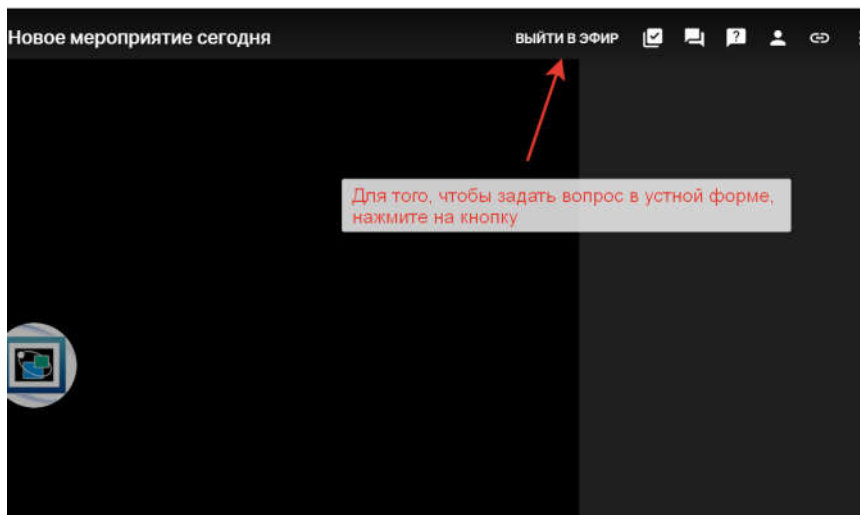 Новое мероприятие сегодня
ВЫЙТИ В ЭФИР
Для того, чтобы задать вопрос в устной форме,
нажмите на кнопку